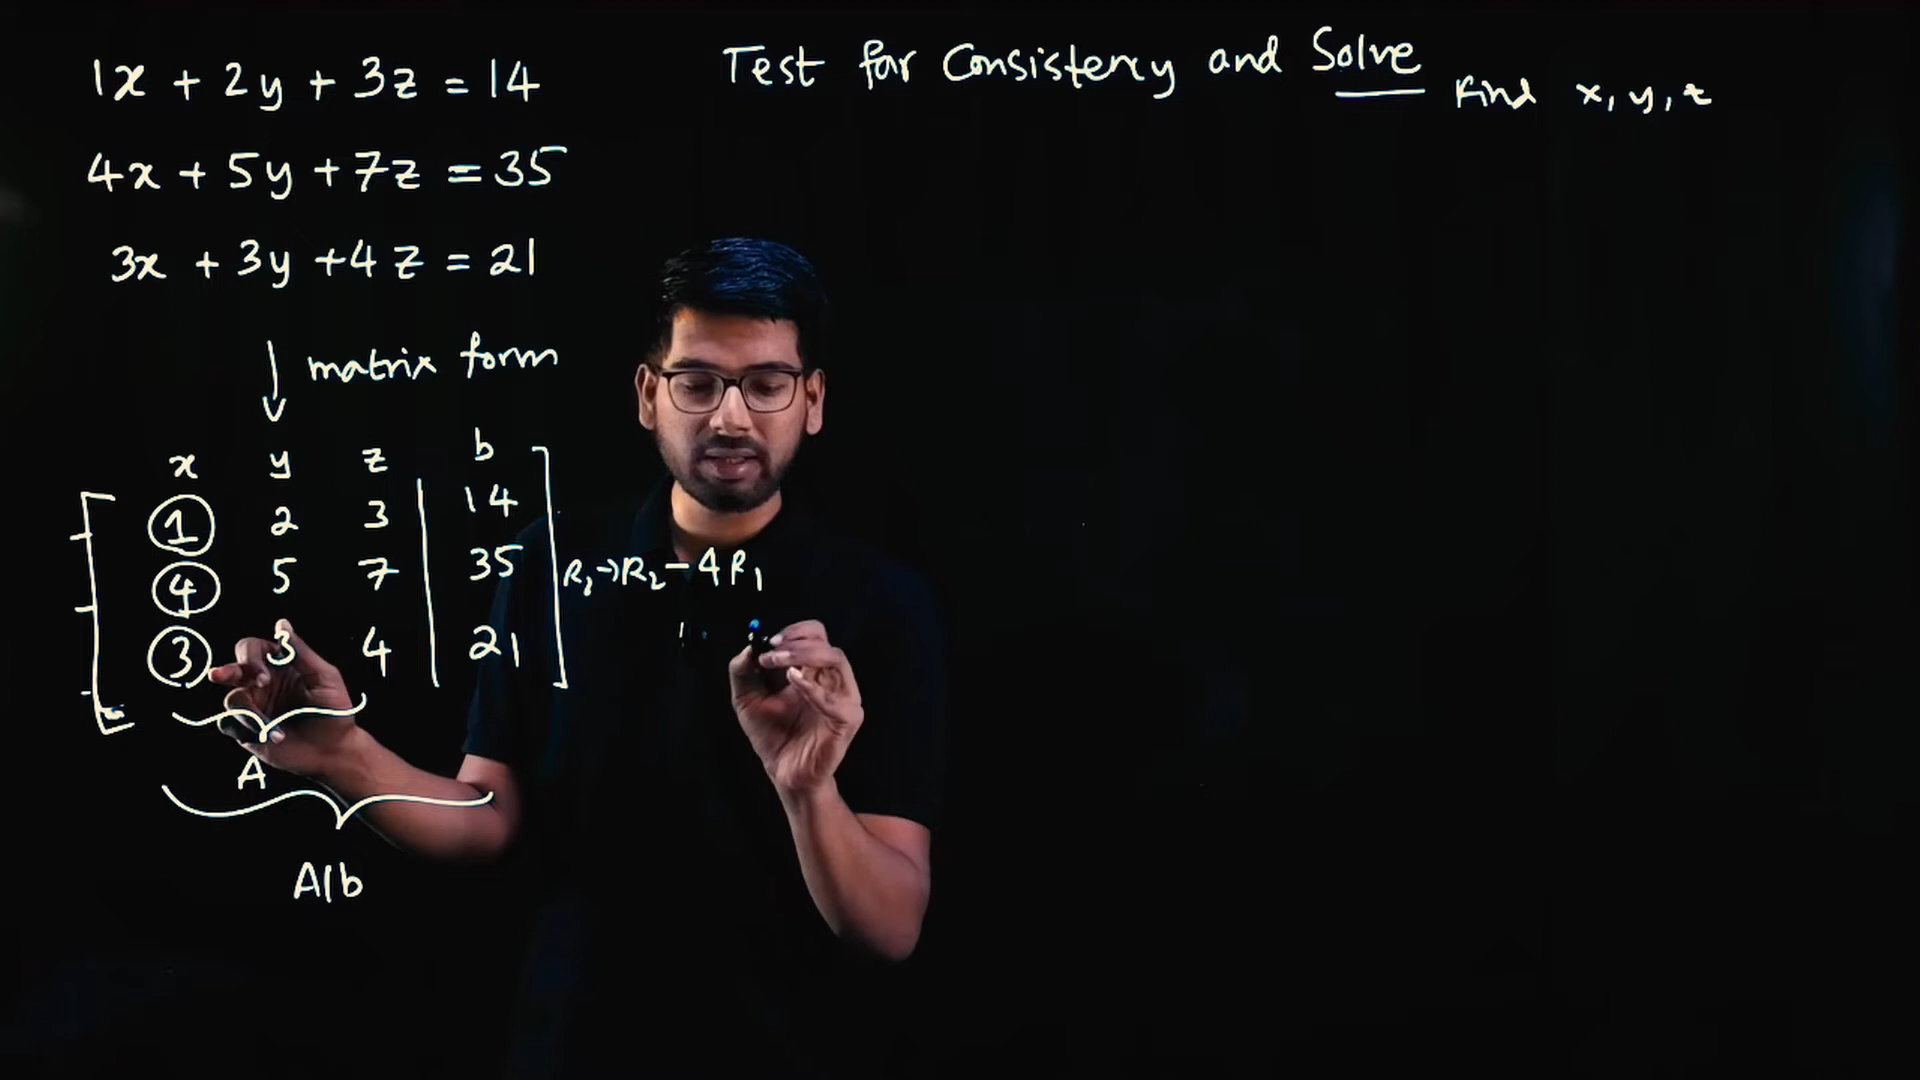 1x + 2y + 3z = 14
Test for Consistency and Solve
Find x, y, z
4x + 5y + 7z = 35
3x + 3y + 4z = 21
↓ matrix form
x y z b
1 2 3 | 14
4 5 7 | 35 R₂→R₂-4R₁
3 3 4 | 21
A
A|b